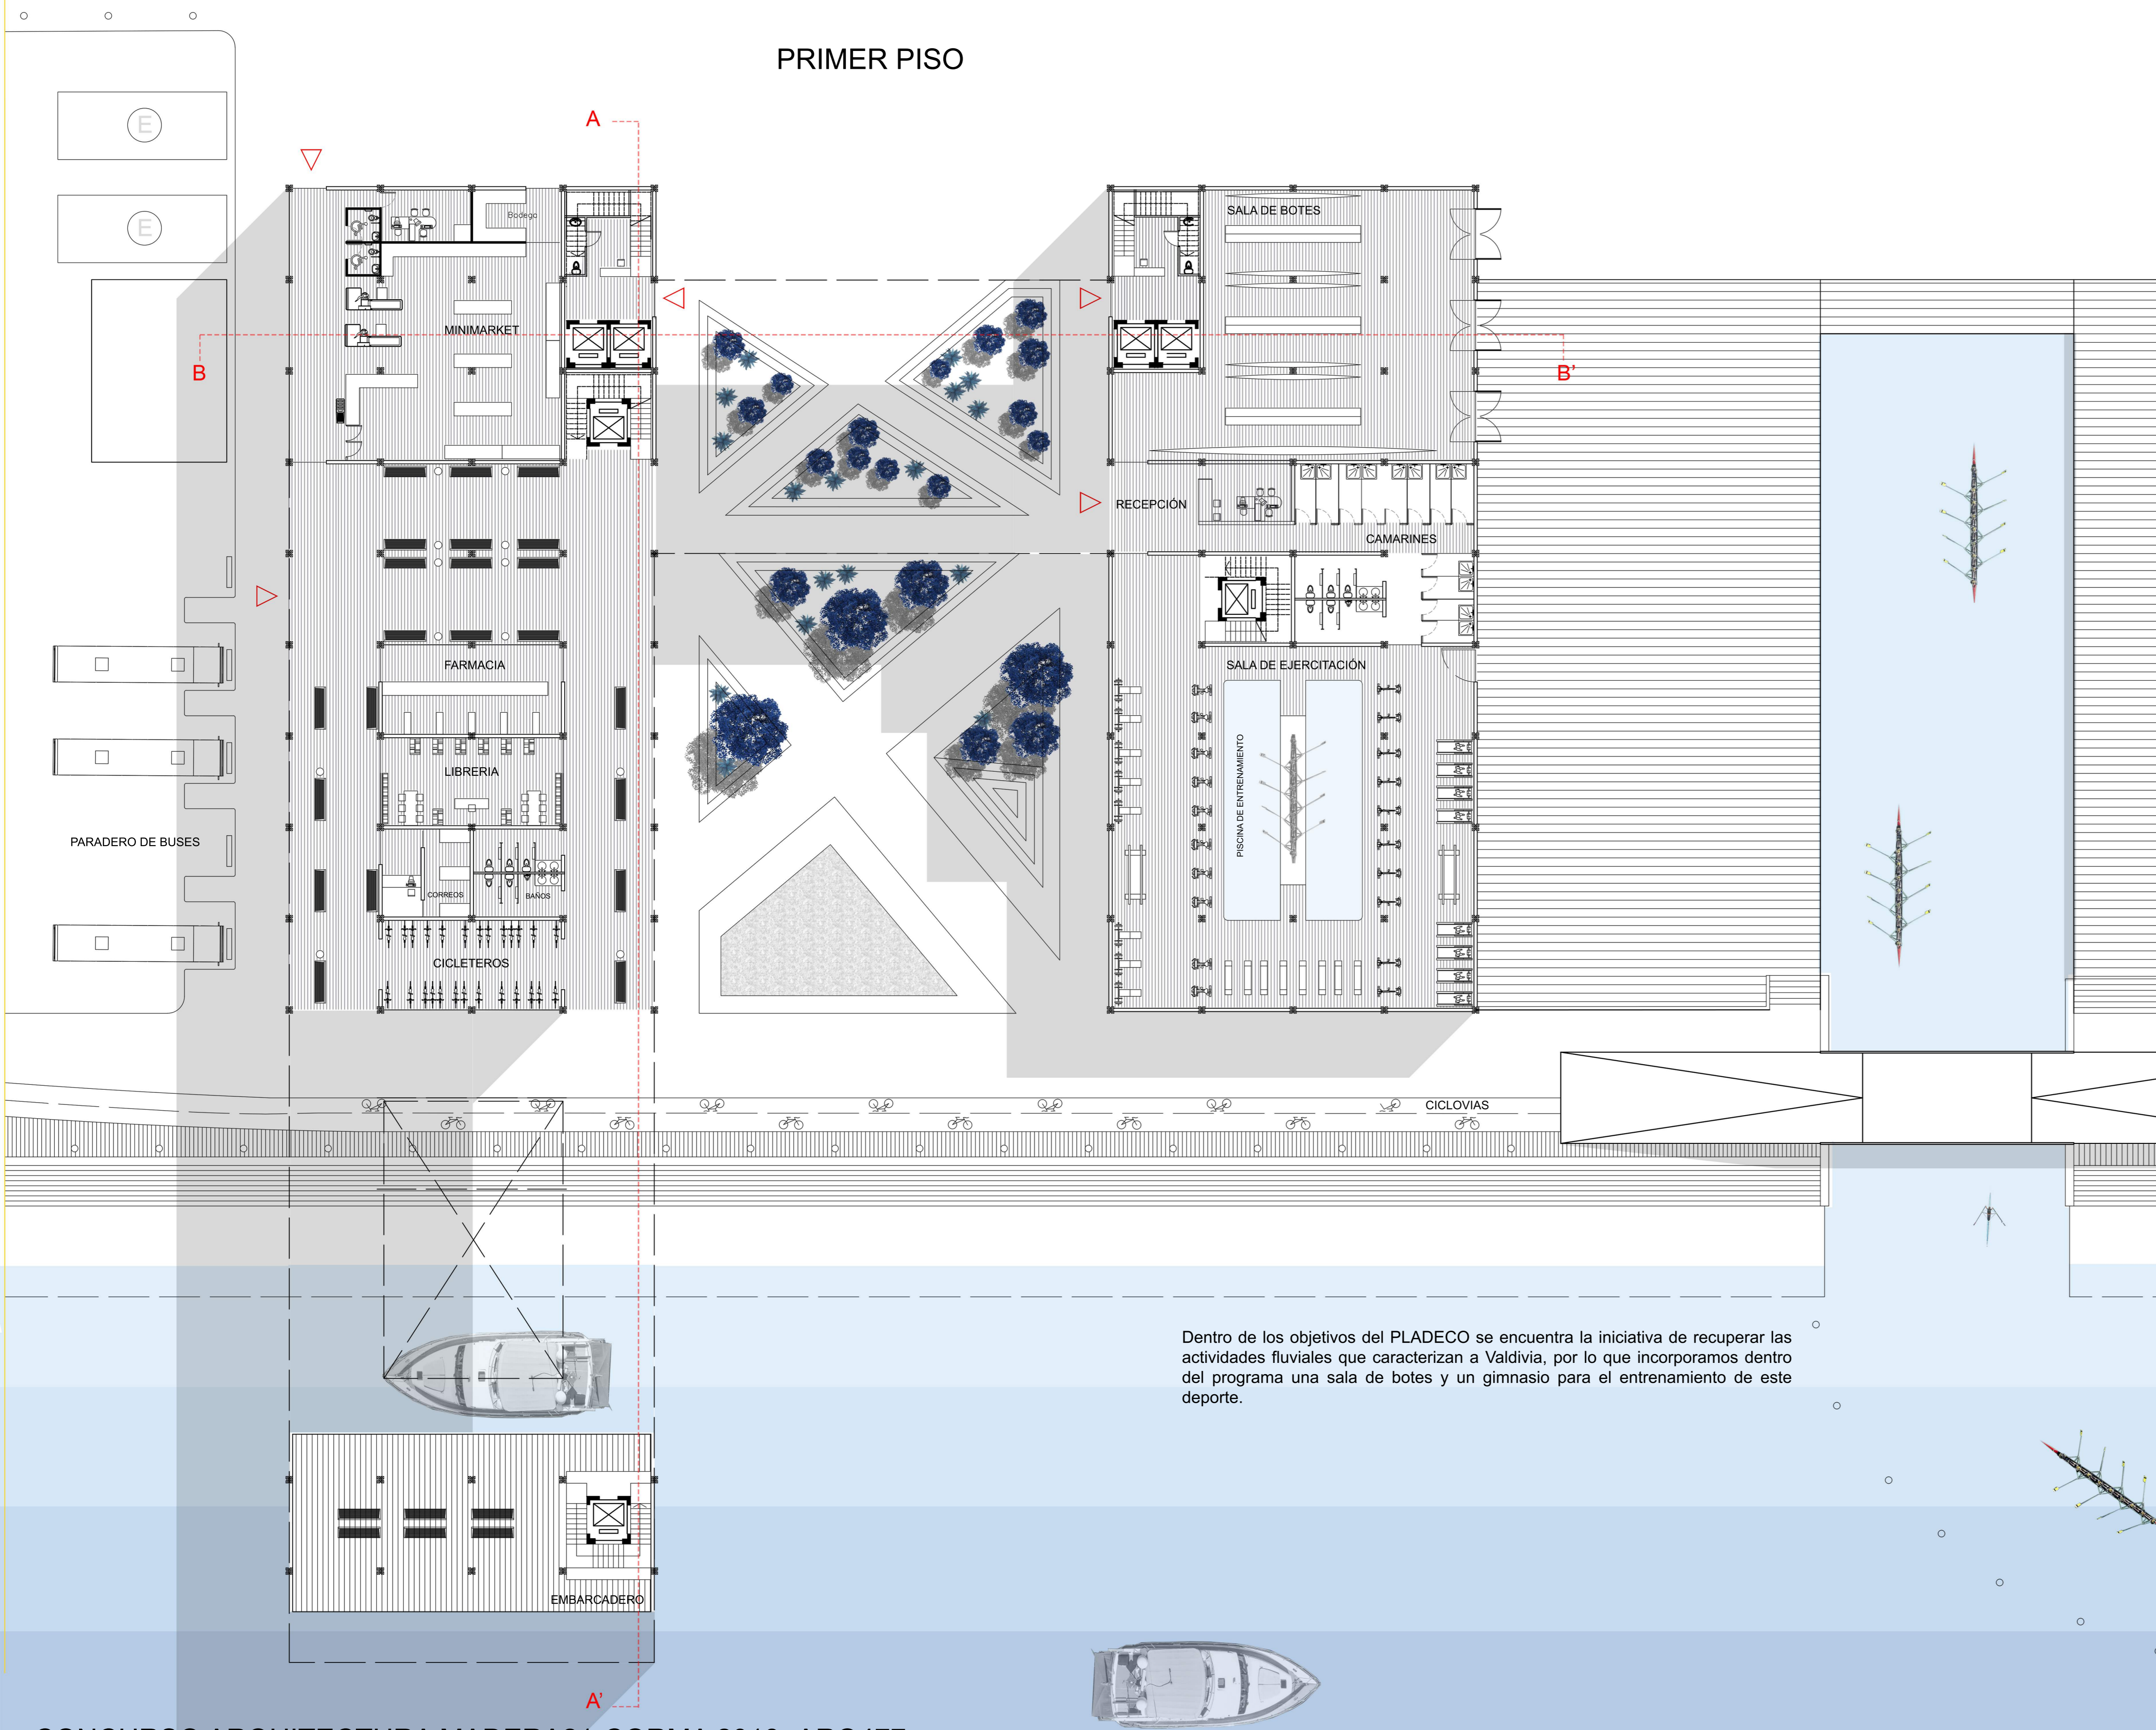 PRIMER PISO
A
E
E
Bodega
SALA DE BOTES
MINIMARKET
B
B'
RECEPCIÓN
CAMARINES
FARMACIA
SALA DE EJERCITACIÓN
LIBRERIA
PISCINA DE ENTRENAMIENTO
PARADERO DE BUSES
CORREOS
BAÑOS
CICLETEROS
CICLOVIAS
Dentro de los objetivos del PLADECO se encuentra la iniciativa de recuperar las
actividades fluviales que caracterizan a Valdivia, por lo que incorporamos dentro
del programa una sala de botes y un gimnasio para el entrenamiento de este
deporte.
EMBARCADERO
A'